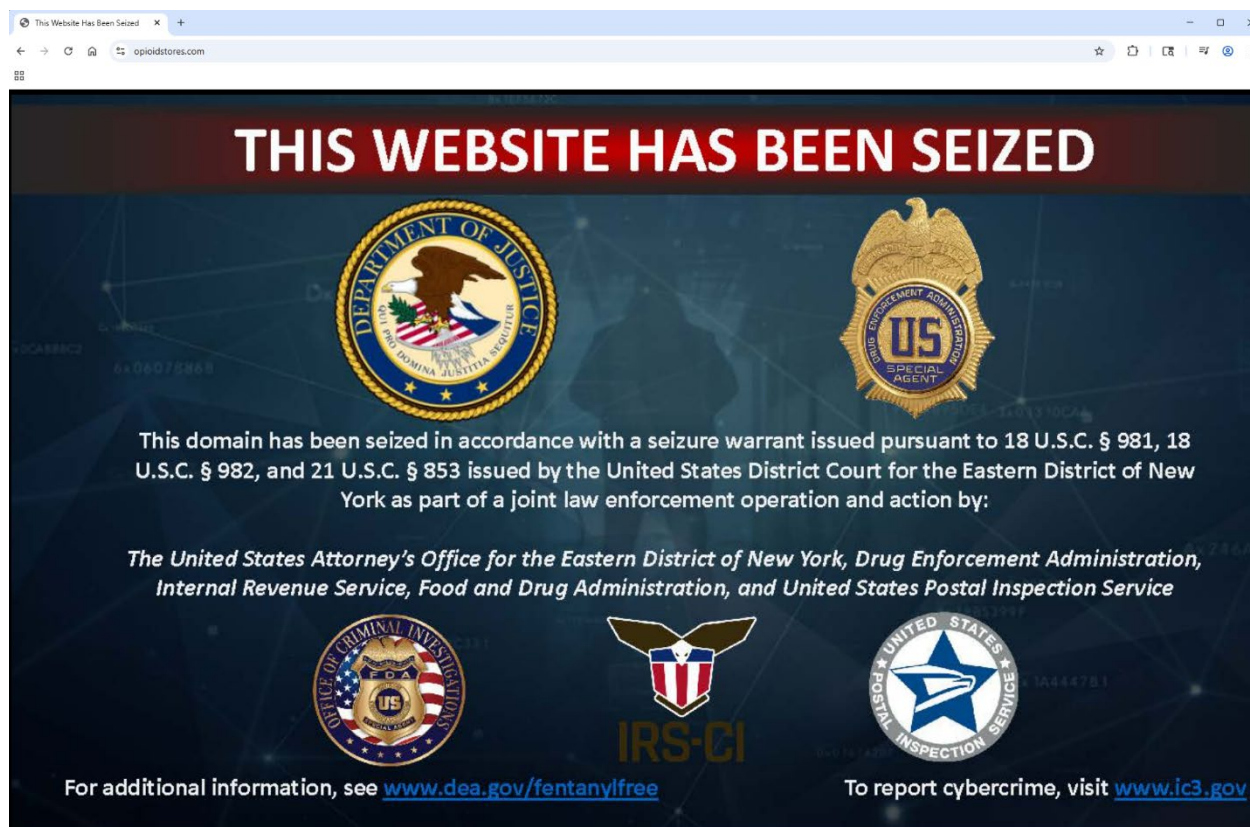 This Website Has Been Seized
opioidstores.com
THIS WEBSITE HAS BEEN SEIZED
DEPARTMENT OF JUSTICE
QUI PRO DOMINA JUSTITIA SEQUITUR
DRUG ENFORCEMENT ADMINISTRATION
US
SPECIAL
AGENT
This domain has been seized in accordance with a seizure warrant issued pursuant to 18 U.S.C. § 981, 18
U.S.C. § 982, and 21 U.S.C. § 853 issued by the United States District Court for the Eastern District of New
York as part of a joint law enforcement operation and action by:
The United States Attorney's Office for the Eastern District of New York, Drug Enforcement Administration,
Internal Revenue Service, Food and Drug Administration, and United States Postal Inspection Service
OFFICE OF CRIMINAL INVESTIGATIONS
FDA
US
SPECIAL AGENT
IRS-CI
UNITED STATES
POSTAL INSPECTION SERVICE
For additional information, see www.dea.gov/fentanylfree
To report cybercrime, visit www.ic3.gov